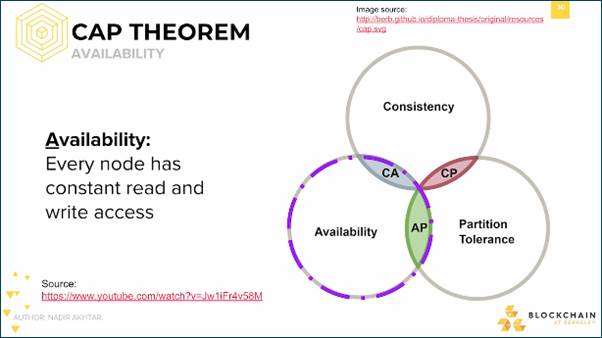 CAP THEOREM
AVAILABILITY
Image source:
http://berb.github.io/diploma-thesis/original/resources
/cap.svg
30
Availability:
Every node has
constant read and
write access
Consistency
CA
CP
Availability
AP
Partition
Tolerance
Source:
https://www.youtube.com/watch?v=Jw1iFr4v58M
AUTHOR: NADIR AKHTAR
BLOCKCHAIN
AT BERKELEY